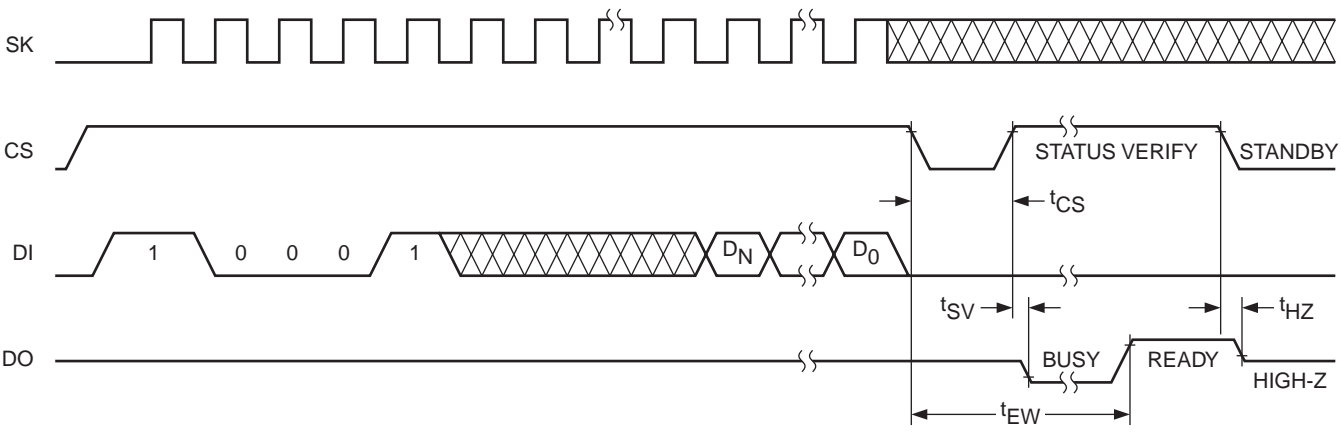 SK
CS
STATUS VERIFY
STANDBY
tCS
DI
1
0
0
0
1
DN
D0
tSV
tHZ
DO
BUSY
READY
HIGH-Z
tEW